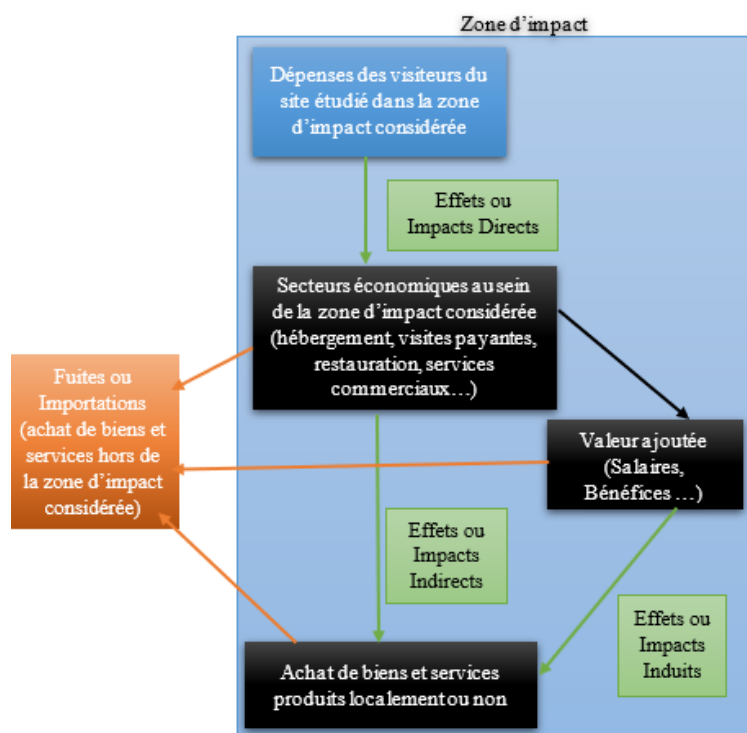 Zone d’impact
Dépenses des visiteurs du
site étudié dans la zone
d’impact considérée
Effets ou
Impacts Directs
Secteurs économiques au sein
de la zone d’impact considérée
(hébergement, visites payantes,
restauration, services
commerciaux…)
Fuites ou
Importations
(achat de biens et
services hors de
la zone d’impact
considérée)
Valeur ajoutée
(Salaires,
Bénéfices …)
Effets ou
Impacts
Indirects
Effets ou
Impacts
Induits
Achat de biens et services
produits localement ou non